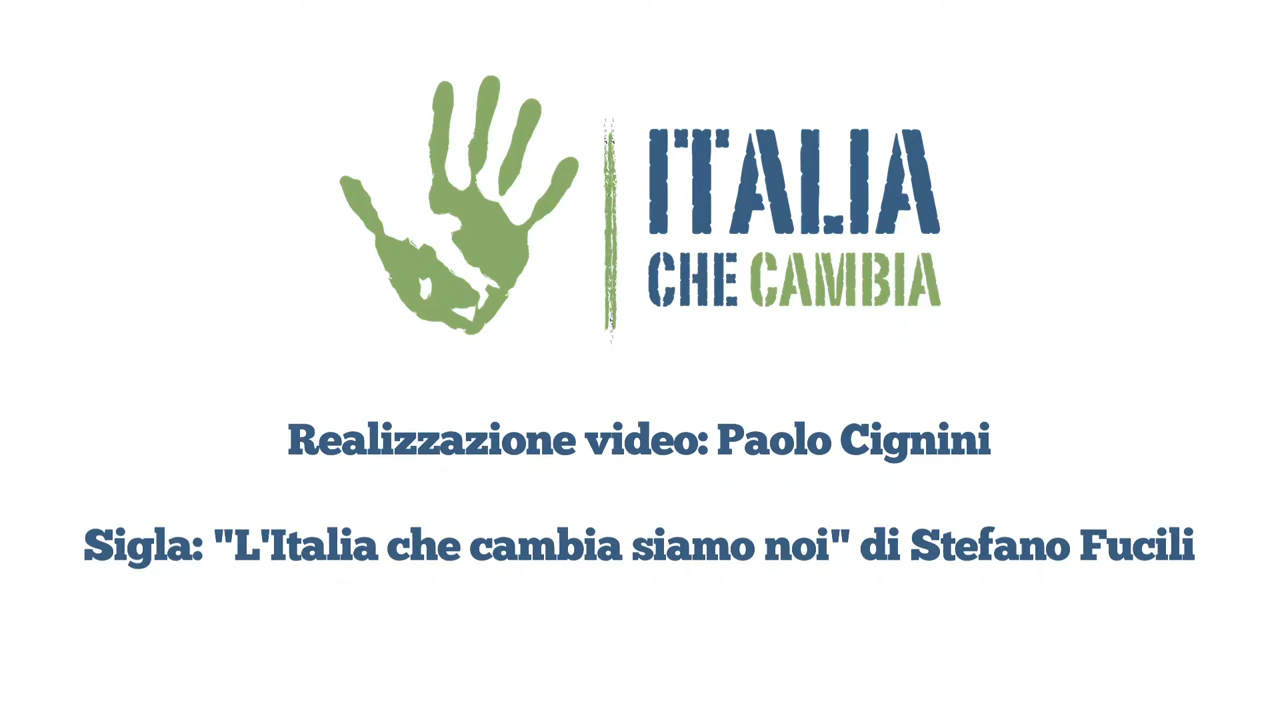 ITALIA
CHE CAMBIA
Realizzazione video: Paolo Cignini
Sigla: "L'Italia che cambia siamo noi" di Stefano Fucili